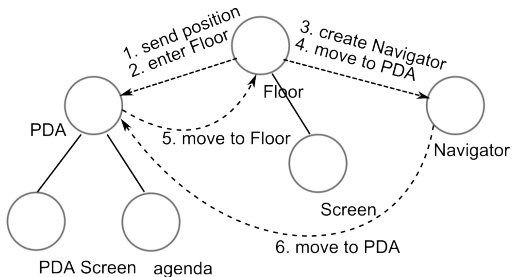 1. send position
2. enter Floor
3. create Navigator
4. move to PDA
Floor
PDA
5. move to Floor
Navigator
Screen
6. move to PDA
PDA Screen
agenda